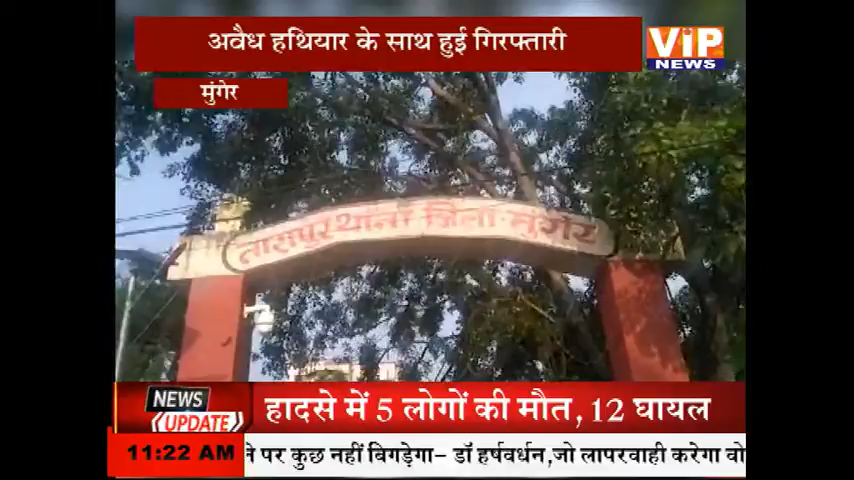 अवैध हथियार के साथ हुई गिरफ्तारी
ViP
NEWS
मुंगेर
तारापुर थाना जिला मुंगेर
NEWS
UPDATE
हादसे में 5 लोगों की मौत, 12 घायल
11:22 AM
ने पर कुछ नहीं बिगड़ेगा- डॉ हर्षवर्धन,जो लापरवाही करेगा वो